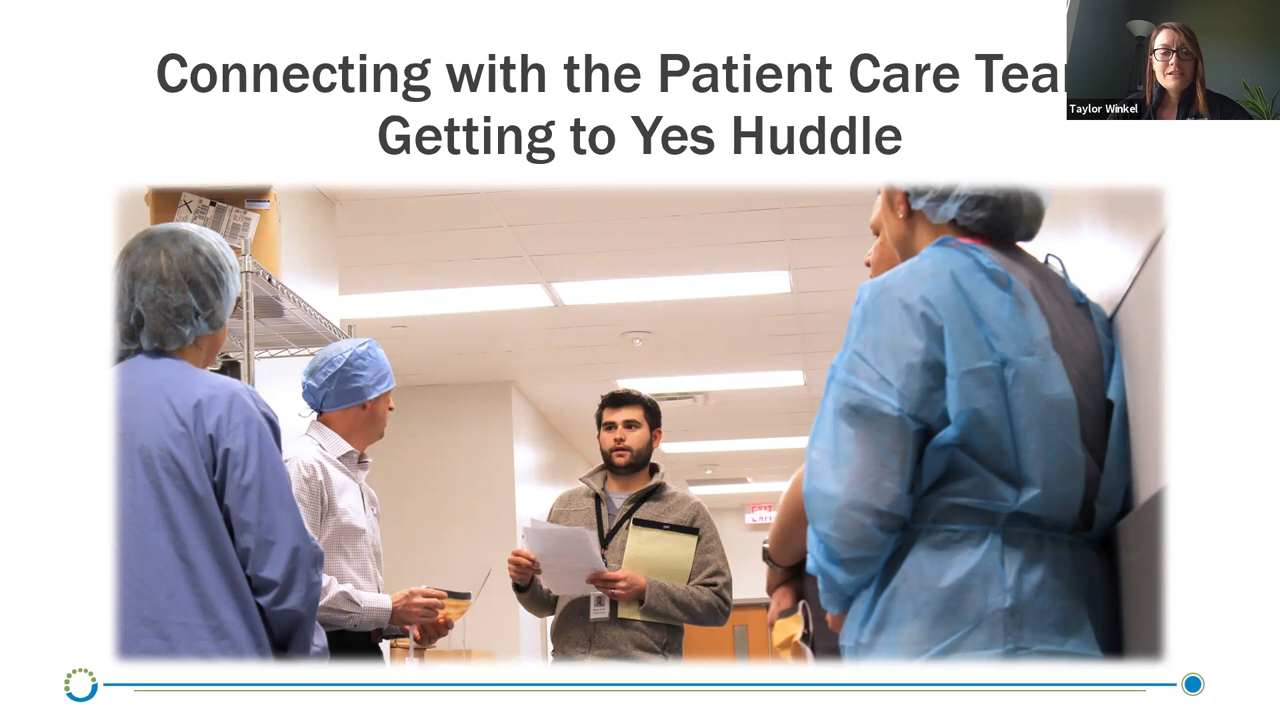 Connecting with the Patient Care Tea
Getting to Yes Huddle
Taylor Winkel
EXIT